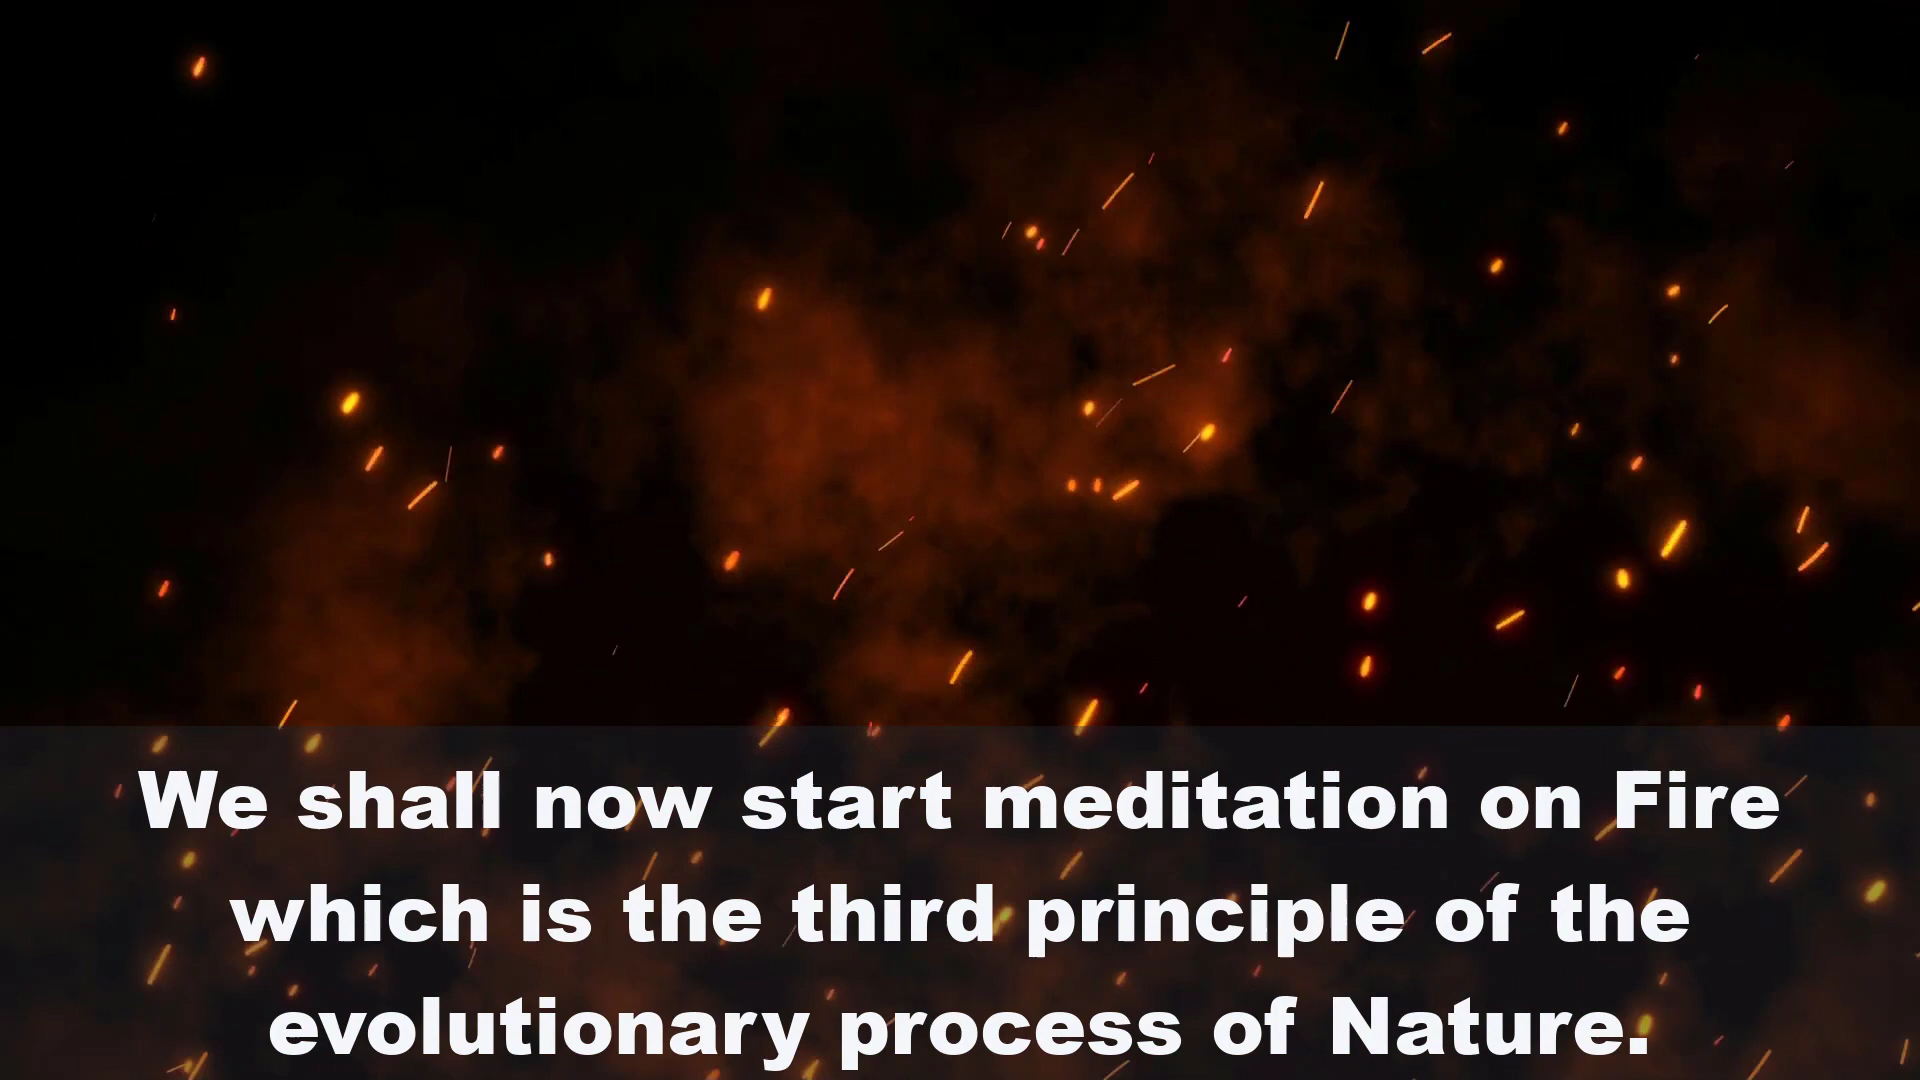 We shall now start meditation on Fire
which is the third principle of the
evolutionary process of Nature.